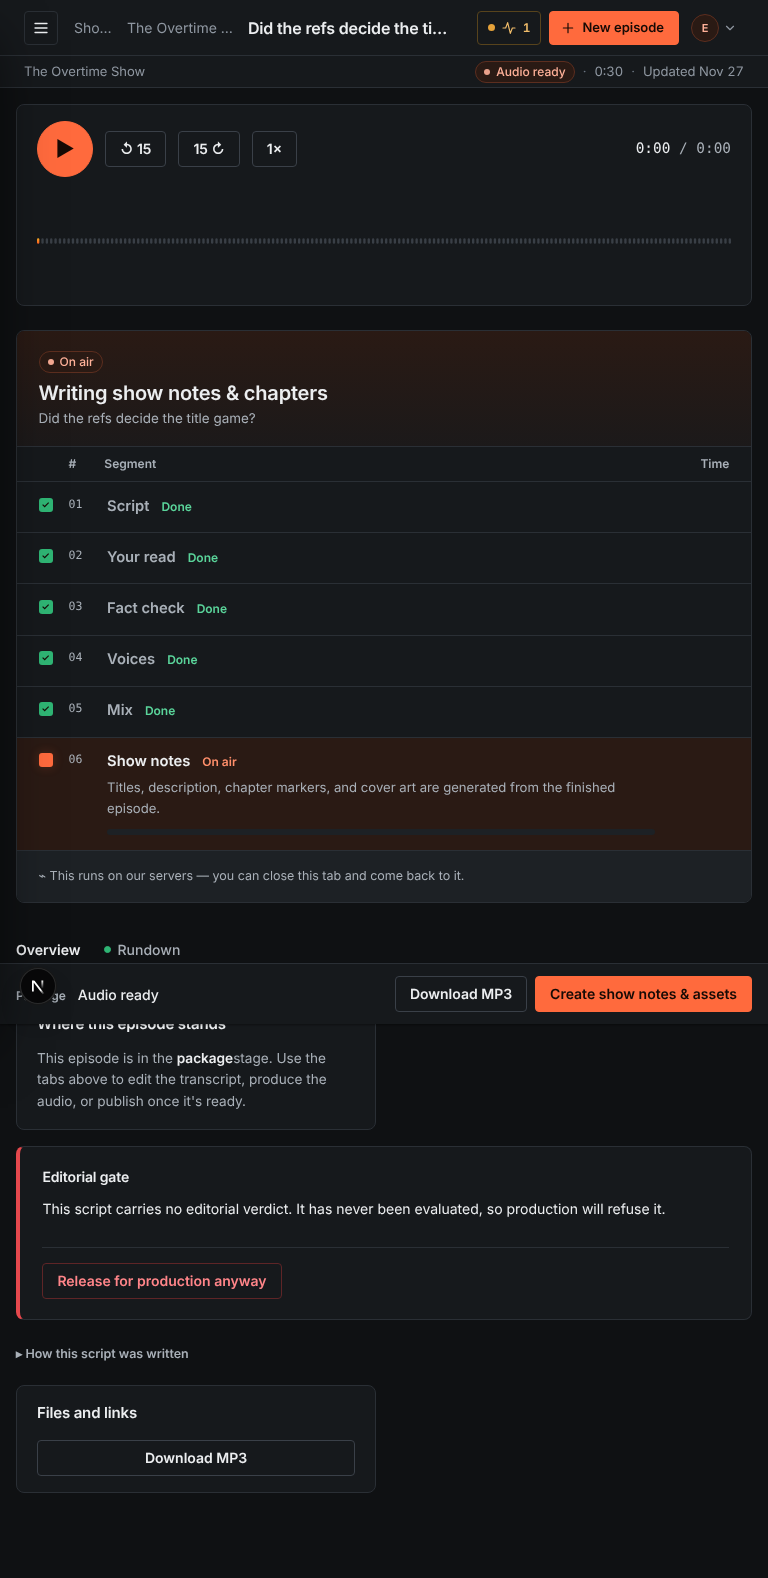 Sho... The Overtime ... Did the refs decide the ti... 1 + New episode E
The Overtime Show Audio ready · 0:30 · Updated Nov 27
15 15 1× 0:00 / 0:00
On air
Writing show notes & chapters
Did the refs decide the title game?
# Segment Time
01 Script Done
02 Your read Done
03 Fact check Done
04 Voices Done
05 Mix Done
06 Show notes On air
Titles, description, chapter markers, and cover art are generated from the finished
episode.
⌁ This runs on our servers — you can close this tab and come back to it.
Overview Rundown
N Audio ready Download MP3 Create show notes & assets
Where this episode stands
This episode is in the packagestage. Use the
tabs above to edit the transcript, produce the
audio, or publish once it's ready.
Editorial gate
This script carries no editorial verdict. It has never been evaluated, so production will refuse it.
Release for production anyway
▸ How this script was written
Files and links
Download MP3